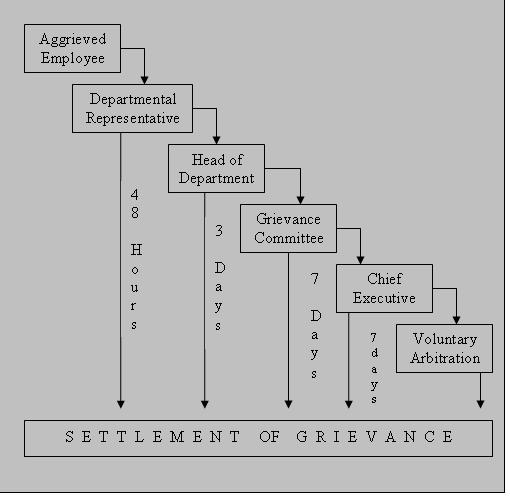 Aggrieved
Employee
Departmental
Representative
Head of
Department
Grievance
Committee
Chief
Executive
Voluntary
Arbitration
48 Hours
3 Days
7 Days
7 days
SETTLEMENT OF GRIEVANCE